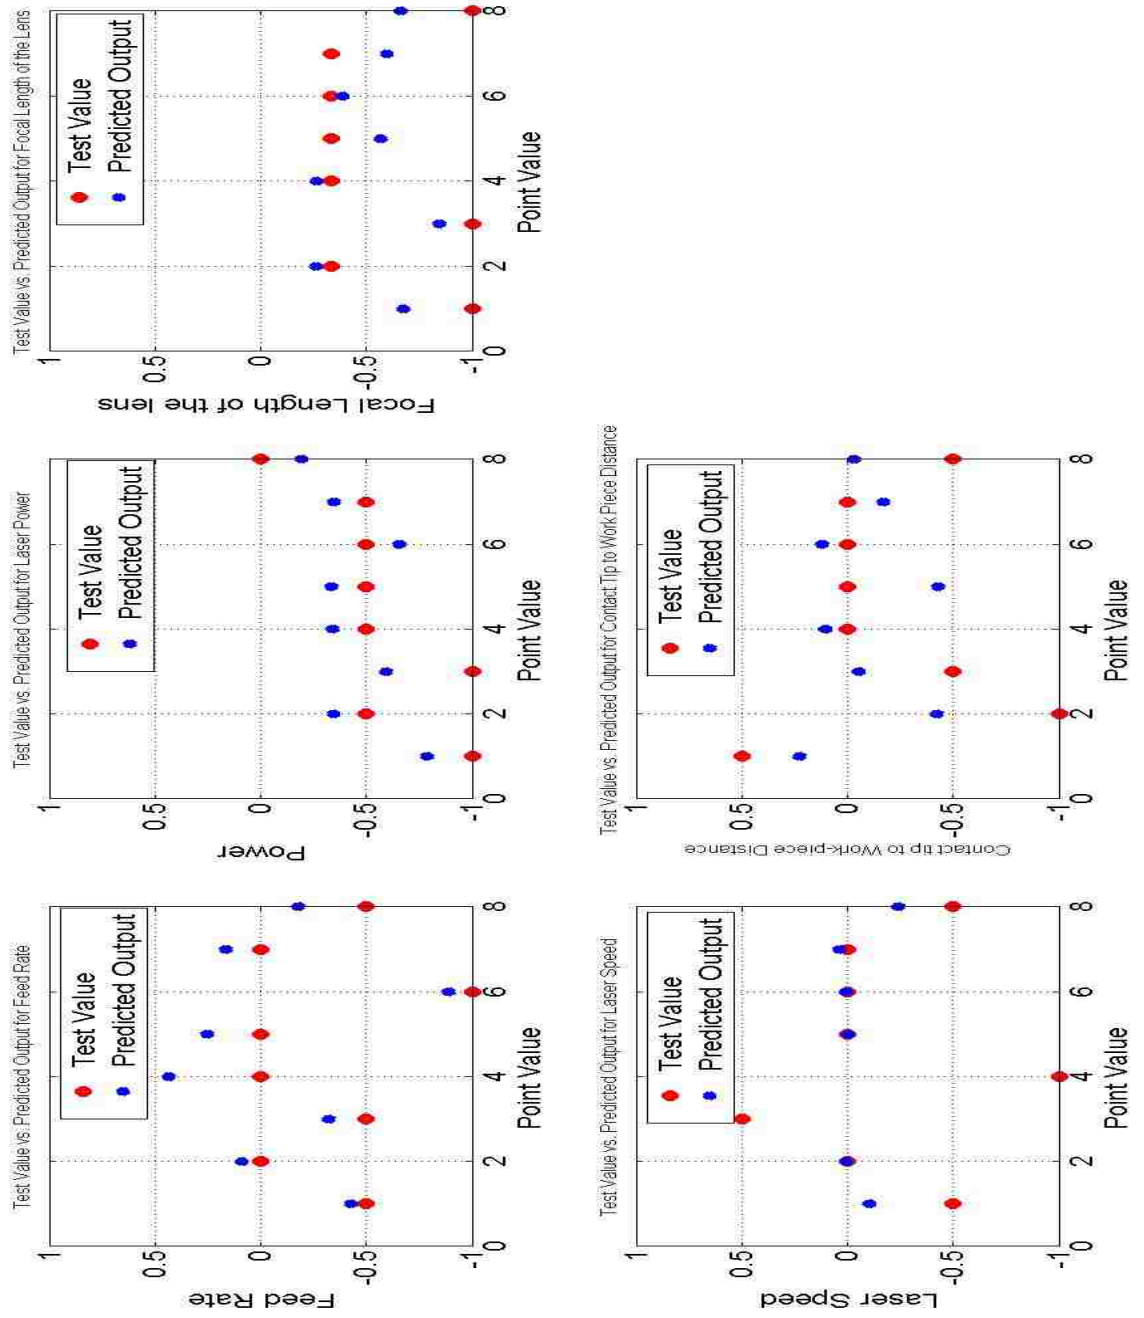 Test Value vs. Predicted Output for Feed Rate
Feed Rate
1
0.5
0
-0.5
-1
0
2
4
6
8
Point Value
Test Value
Predicted Output
Test Value vs. Predicted Output for Laser Power
Power
1
0.5
0
-0.5
-1
0
2
4
6
8
Point Value
Test Value
Predicted Output
Test Value vs. Predicted Output for Focal Length of the Lens
Focal Length of the lens
1
0.5
0
-0.5
-1
0
2
4
6
8
Point Value
Test Value
Predicted Output
Test Value vs. Predicted Output for Laser Speed
Laser Speed
1
0.5
0
-0.5
-1
0
2
4
6
8
Point Value
Test Value
Predicted Output
Test Value vs. Predicted Output for Contact Tip to Work Piece Distance
Contact tip to Work-piece Distance
1
0.5
0
-0.5
-1
0
2
4
6
8
Point Value
Test Value
Predicted Output